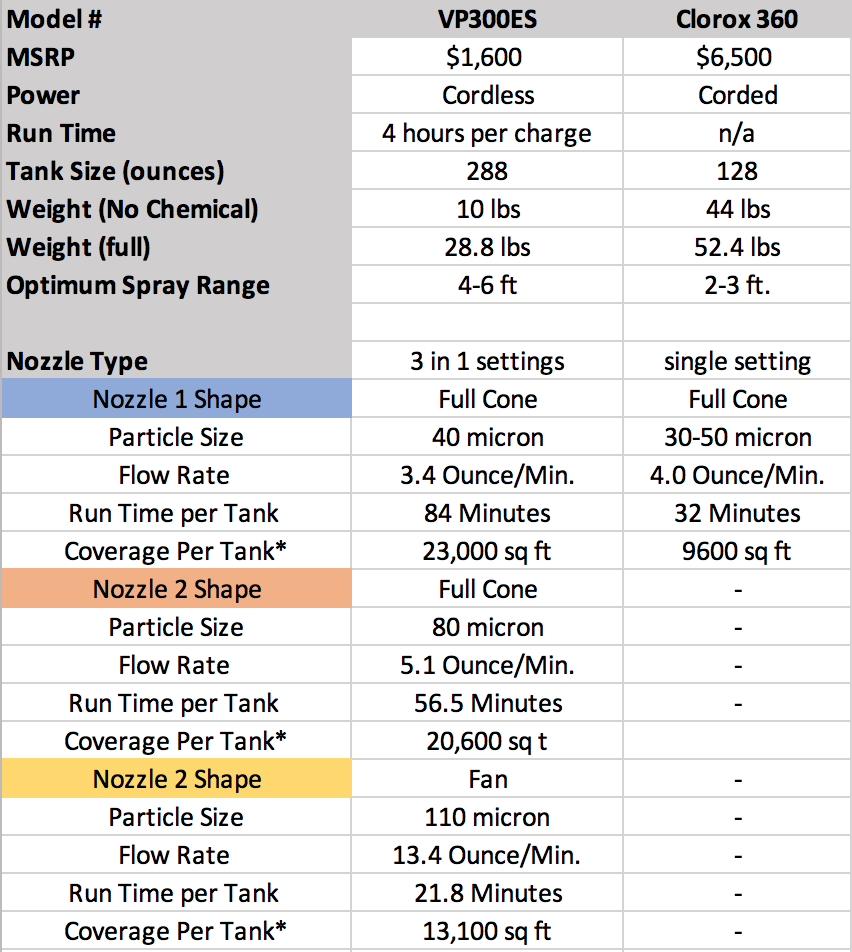 Model # VP300ES Clorox 360
MSRP $1,600 $6,500
Power Cordless Corded
Run Time 4 hours per charge n/a
Tank Size (ounces) 288 128
Weight (No Chemical) 10 lbs 44 lbs
Weight (full) 28.8 lbs 52.4 lbs
Optimum Spray Range 4-6 ft 2-3 ft.
Nozzle Type 3 in 1 settings single setting
Nozzle 1 Shape Full Cone Full Cone
Particle Size 40 micron 30-50 micron
Flow Rate 3.4 Ounce/Min. 4.0 Ounce/Min.
Run Time per Tank 84 Minutes 32 Minutes
Coverage Per Tank* 23,000 sq ft 9600 sq ft
Nozzle 2 Shape Full Cone -
Particle Size 80 micron -
Flow Rate 5.1 Ounce/Min. -
Run Time per Tank 56.5 Minutes -
Coverage Per Tank* 20,600 sq t
Nozzle 2 Shape Fan -
Particle Size 110 micron -
Flow Rate 13.4 Ounce/Min. -
Run Time per Tank 21.8 Minutes -
Coverage Per Tank* 13,100 sq ft -